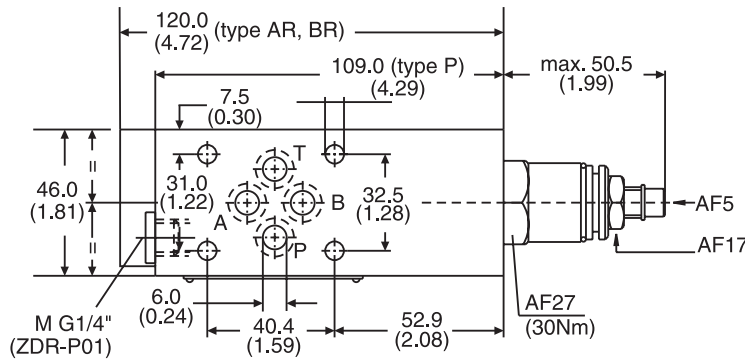 120.0 (type AR, BR)
(4.72)
109.0 (type P)
(4.29)
max. 50.5
(1.99)
7.5
(0.30)
T
46.0
(1.81)
=
=
31.0
(1.22)
A
B
32.5
(1.28)
P
AF5
AF17
6.0
(0.24)
AF27
(30Nm)
M G1/4"
(ZDR-P01)
40.4
(1.59)
52.9
(2.08)